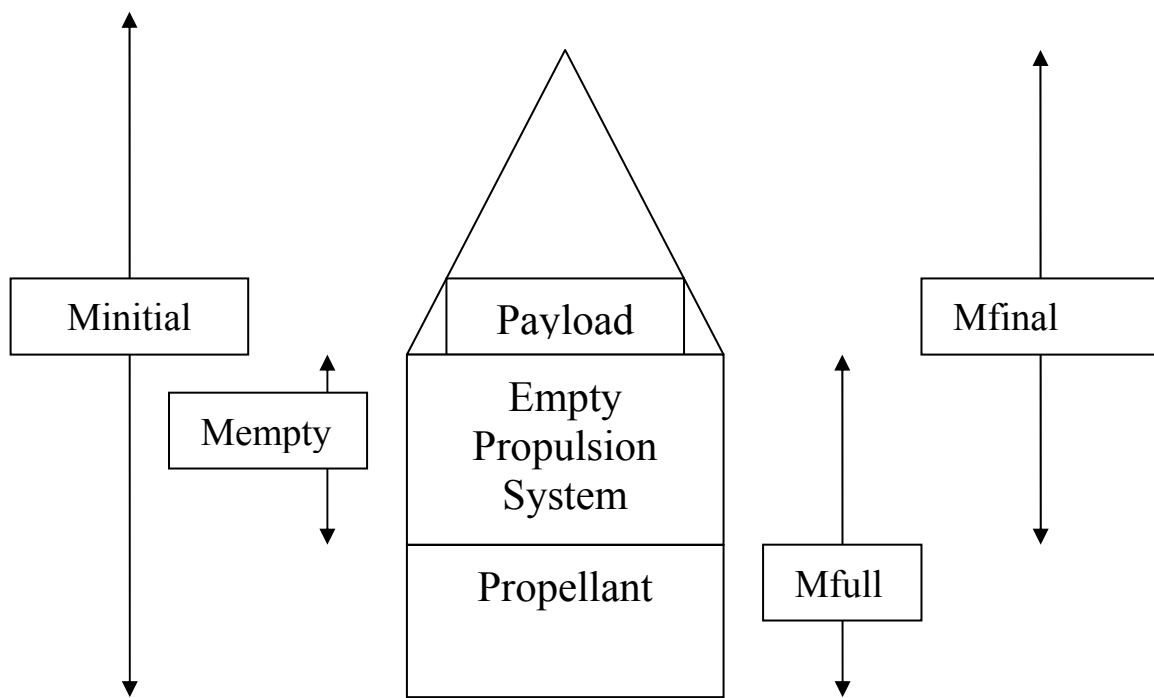 Minitial
Payload
Mfinal
Mempty
Empty
Propulsion
System
Propellant
Mfull